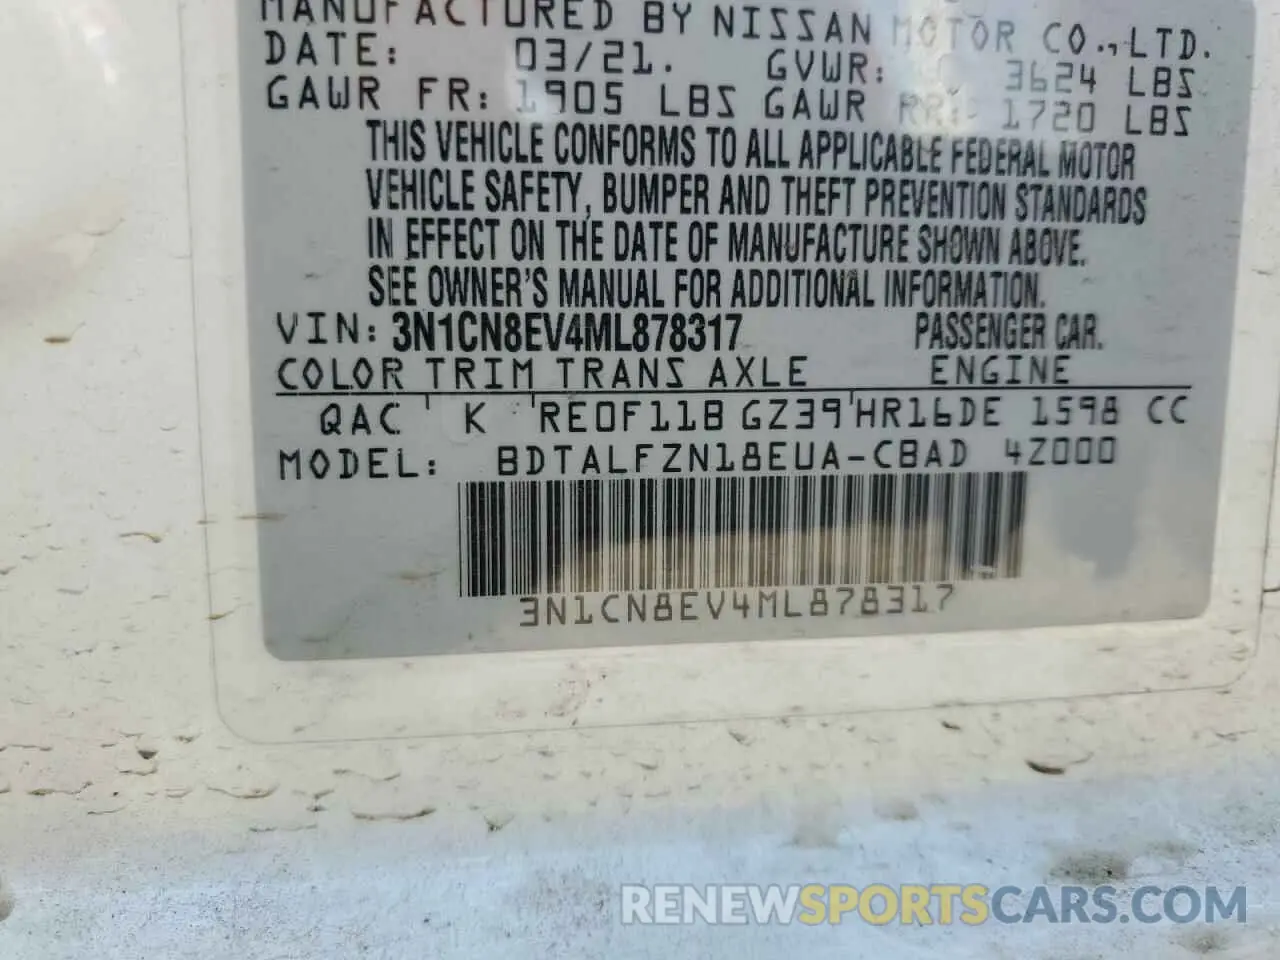 MANUFACTURED BY NISSAN MOTOR CO.,LTD.
DATE: 03/21. GVWR: 3624 LBS
GAWR FR: 1905 LBS GAWR RR: 1720 LBS
THIS VEHICLE CONFORMS TO ALL APPLICABLE FEDERAL MOTOR
VEHICLE SAFETY, BUMPER AND THEFT PREVENTION STANDARDS
IN EFFECT ON THE DATE OF MANUFACTURE SHOWN ABOVE.
SEE OWNER'S MANUAL FOR ADDITIONAL INFORMATION.
VIN: 3N1CN8EV4ML878317 PASSENGER CAR.
COLOR TRIM TRANS AXLE ENGINE
QAC K RE0F11B GZ39 HR16DE 1598 CC
MODEL: BDTALFZN18EUA-CBAD 4Z000
3N1CN8EV4ML878317
RENEWSPORTSCARS.COM